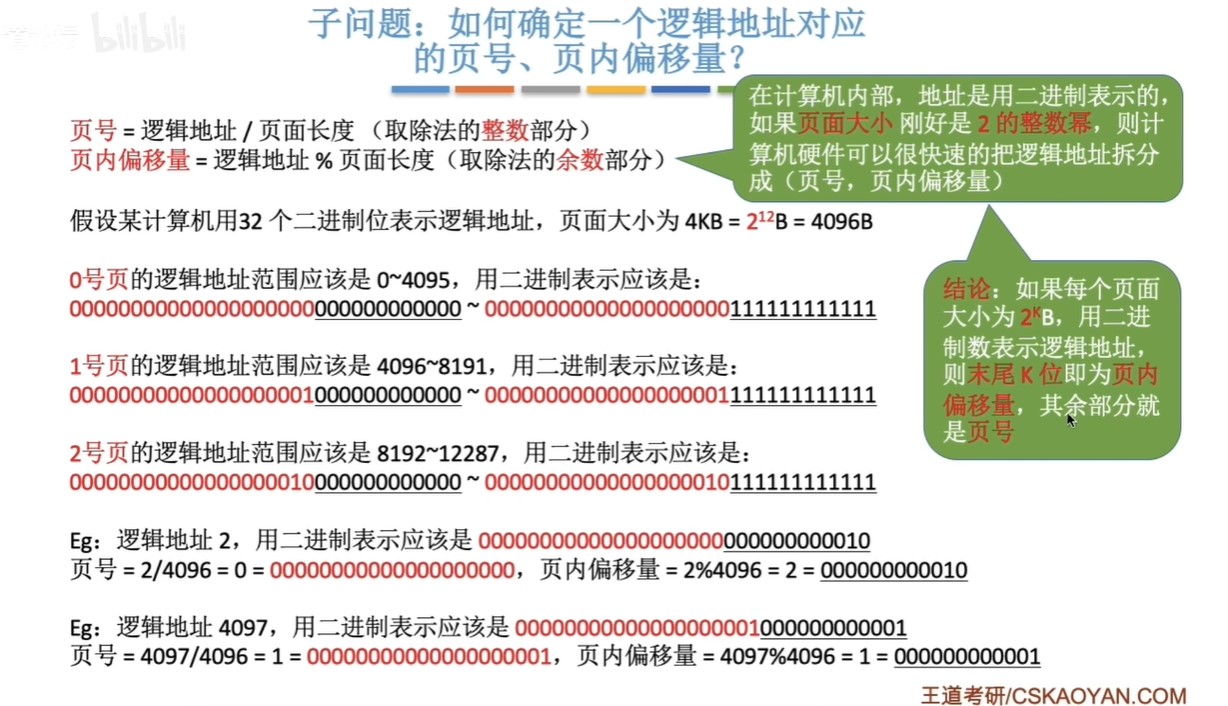 bilibili
子问题：如何确定一个逻辑地址对应
的页号、页内偏移量？
在计算机内部，地址是用二进制表示的，
如果页面大小 刚好是 2 的整数幂，则计
算机硬件可以很快速的把逻辑地址拆分
成（页号，页内偏移量）
页号 = 逻辑地址 / 页面长度 （取除法的整数部分）
页内偏移量 = 逻辑地址 % 页面长度（取除法的余数部分）
假设某计算机用32 个二进制位表示逻辑地址，页面大小为 4KB = 2¹²B = 4096B
0号页的逻辑地址范围应该是 0~4095，用二进制表示应该是：
00000000000000000000000000000000 ~ 00000000000000000000111111111111
1号页的逻辑地址范围应该是 4096~8191，用二进制表示应该是：
00000000000000000001000000000000 ~ 00000000000000000001111111111111
2号页的逻辑地址范围应该是 8192~12287，用二进制表示应该是：
00000000000000000010000000000000 ~ 00000000000000000010111111111111
结论：如果每个页面
大小为 2ᴷB，用二进
制数表示逻辑地址，
则末尾 K 位即为页内
偏移量，其余部分就
是页号
Eg：逻辑地址 2，用二进制表示应该是 00000000000000000000000000000010
页号 = 2/4096 = 0 = 00000000000000000000，页内偏移量 = 2%4096 = 2 = 000000000010
Eg：逻辑地址 4097，用二进制表示应该是 00000000000000000001000000000001
页号 = 4097/4096 = 1 = 00000000000000000001，页内偏移量 = 4097%4096 = 1 = 000000000001
王道考研/CSKAOYAN.COM